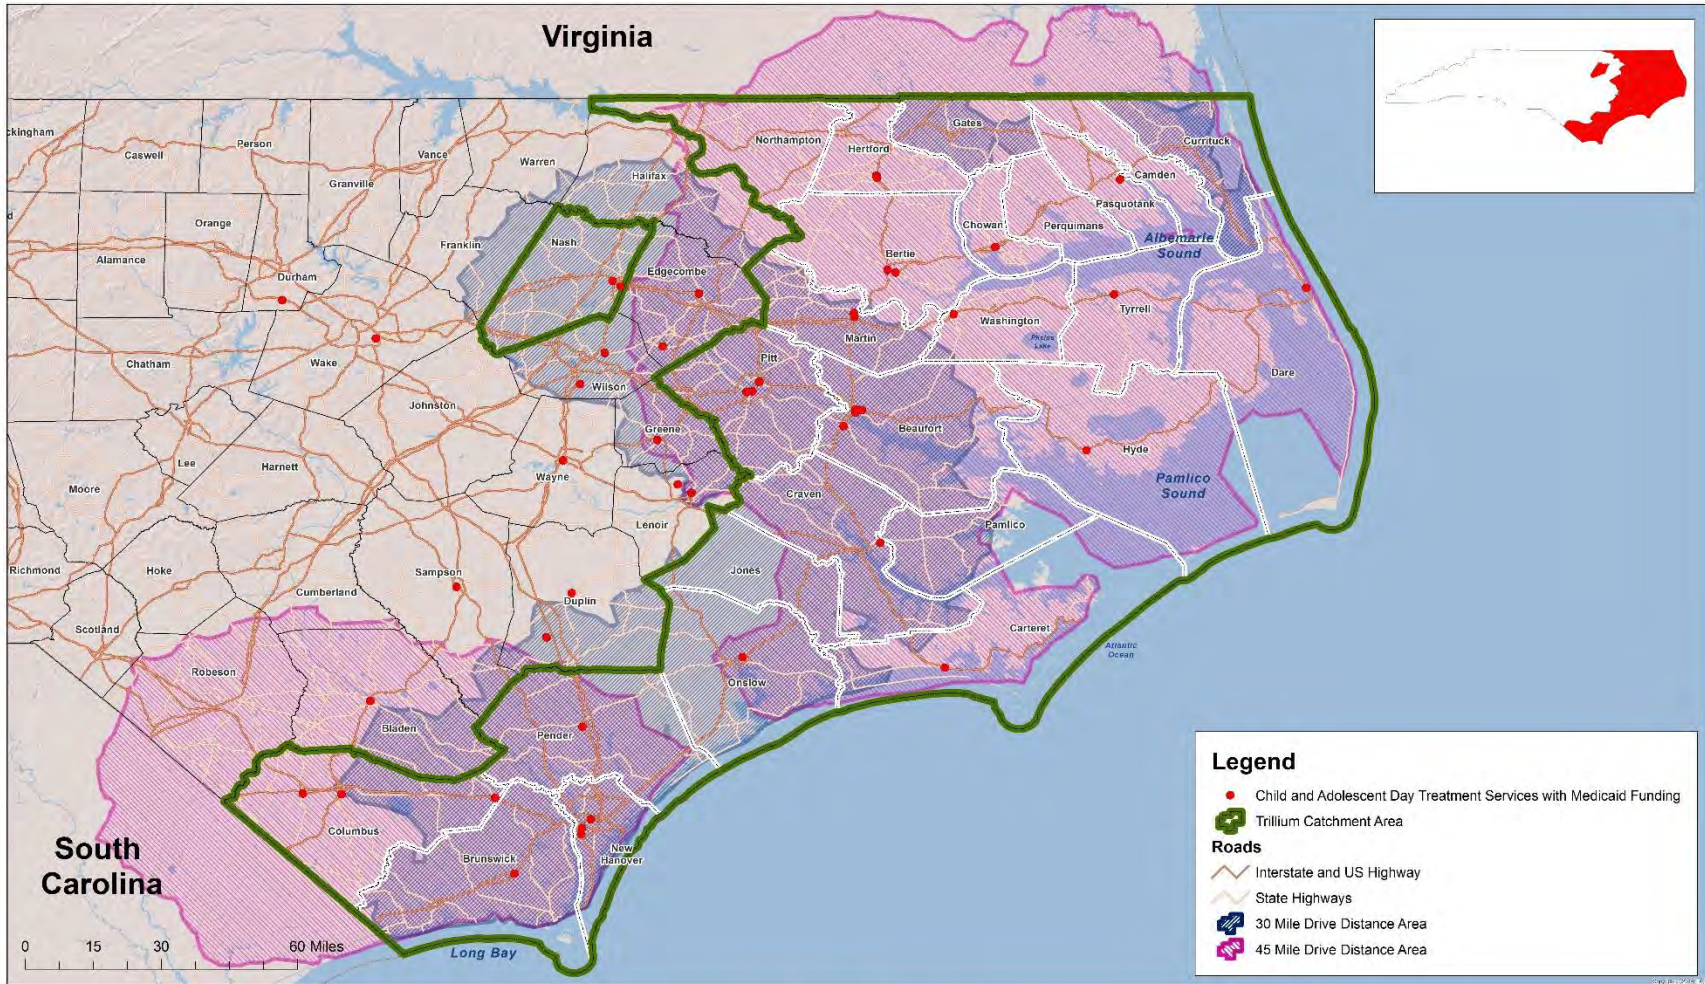 Virginia
ckingham
Caswell
Person
Vance
Granville
Warren
Halifax
Northampton
Hertford
Gates
Currituck
Camden
Pasquotank
Perquimans
Chowan
Albemarle
Sound
d
Orange
Alamance
Durham
Franklin
Nash
Edgecombe
Bertie
Washington
Tyrrell
Phelps
Lake
Martin
Dare
Chatham
Wake
Pitt
Wilson
Johnston
Greene
Beaufort
Hyde
Pamlico
Sound
Lee
Harnett
Moore
Wayne
Craven
Pamlico
Lenoir
Richmond
Hoke
Cumberland
Sampson
Duplin
Jones
Scotland
Carteret
Atlantic
Ocean
Robeson
Onslow
Bladen
Pender
Columbus
Brunswick
New
Hanover
South
Carolina
Long Bay
0 15 30 60 Miles
Legend
Child and Adolescent Day Treatment Services with Medicaid Funding
Trillium Catchment Area
Roads
Interstate and US Highway
State Highways
30 Mile Drive Distance Area
45 Mile Drive Distance Area